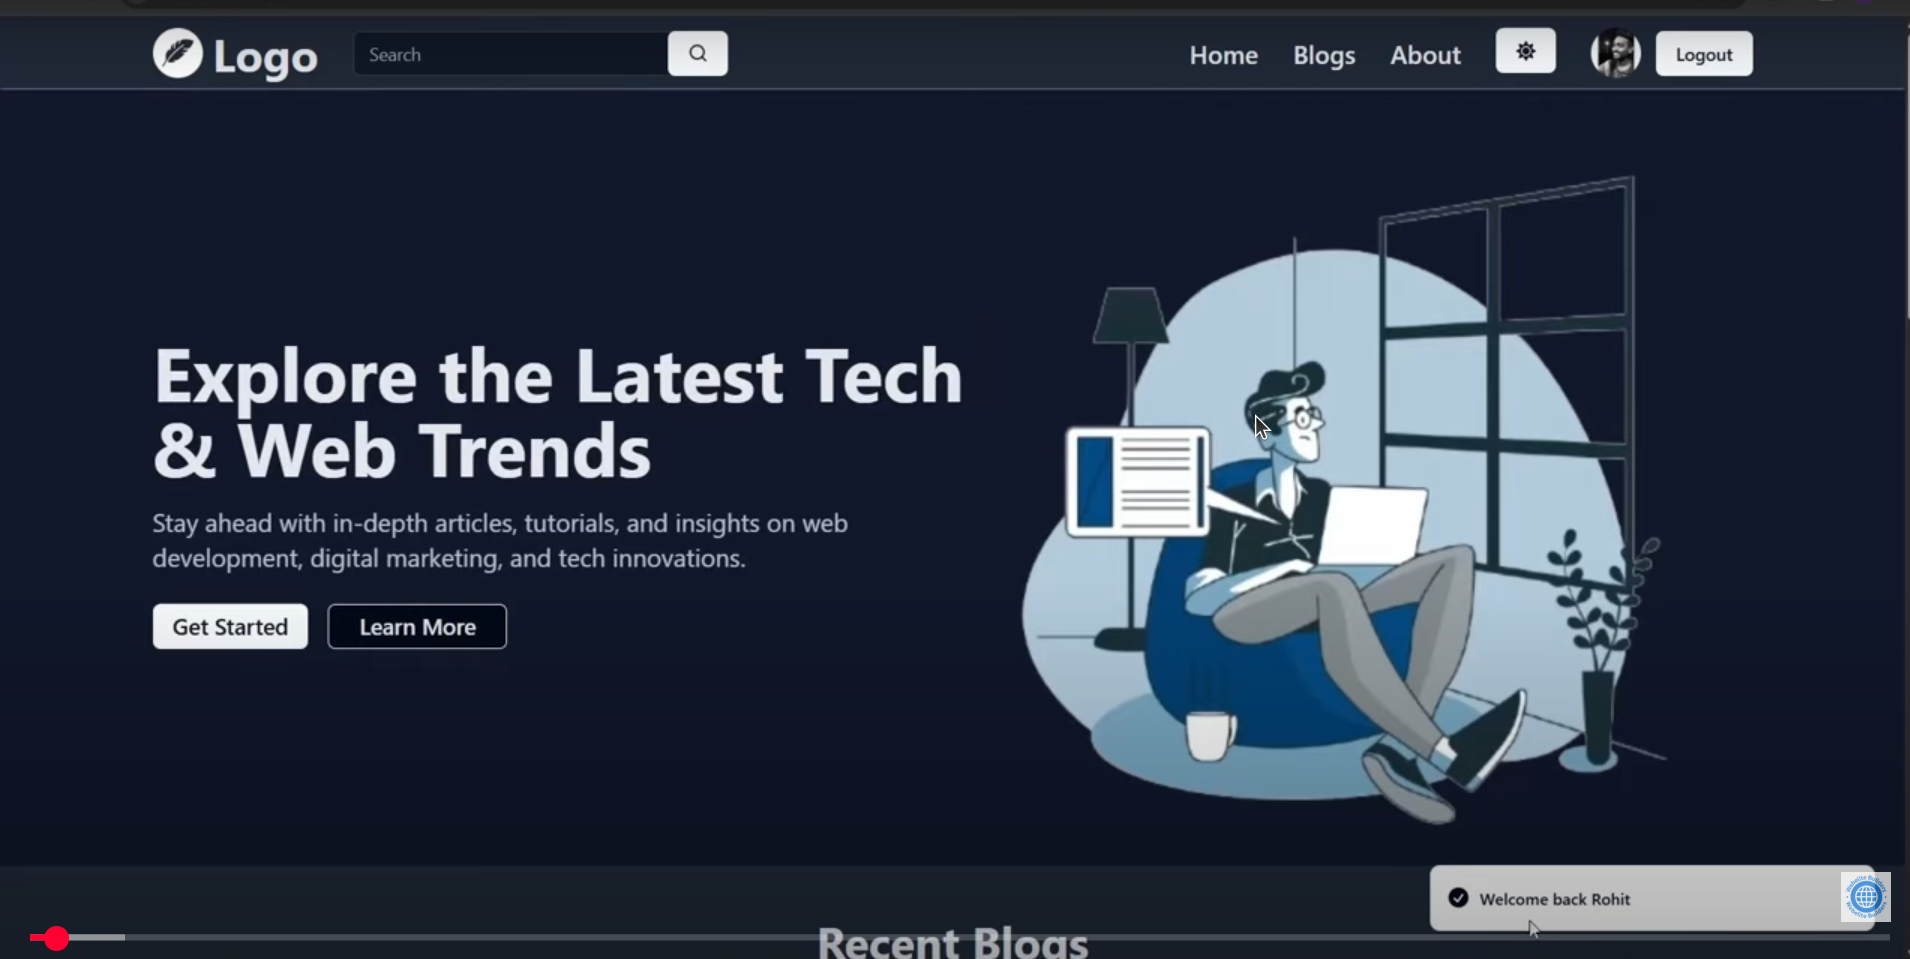 Logo
Search
Home
Blogs
About
Logout
Explore the Latest Tech
& Web Trends
Stay ahead with in-depth articles, tutorials, and insights on web
development, digital marketing, and tech innovations.
Get Started
Learn More
Welcome back Rohit
Recent Blogs